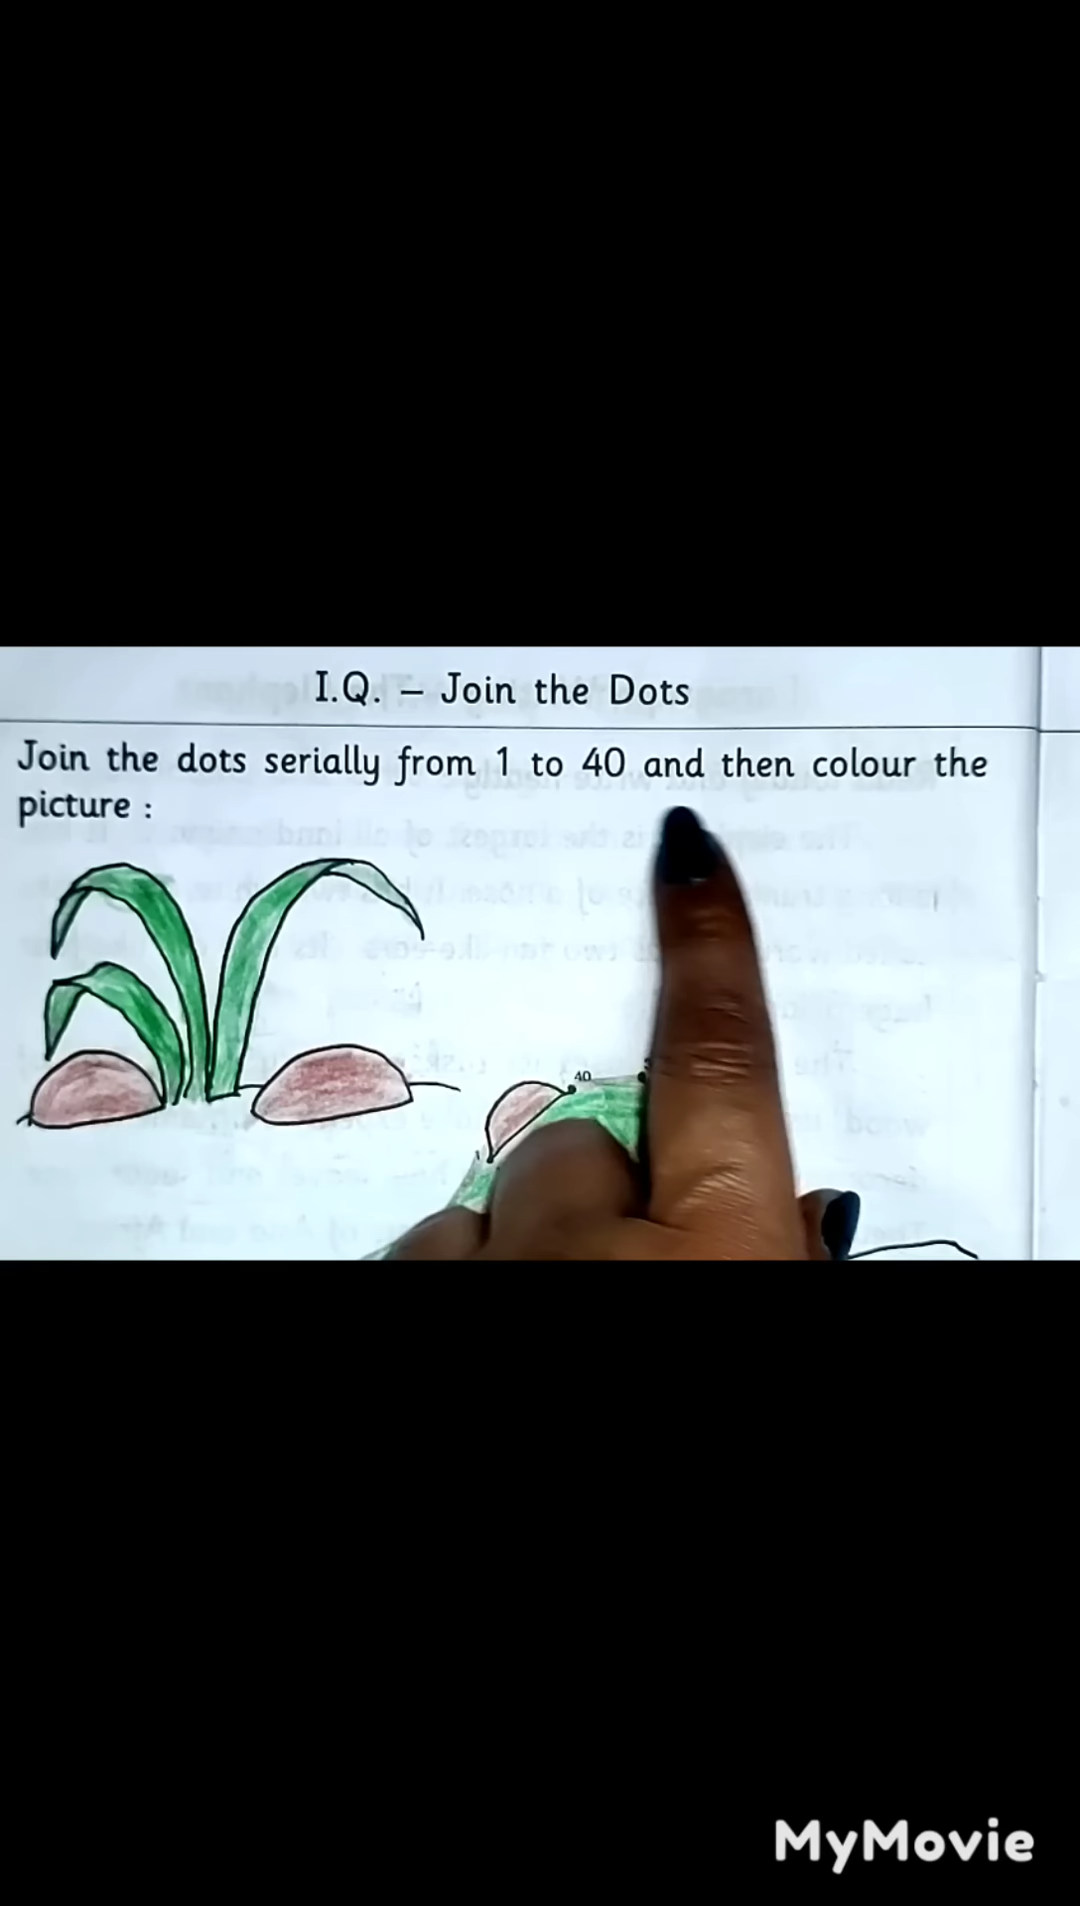 I.Q. – Join the Dots
Join the dots serially from 1 to 40 and then colour the
picture :
40
MyMovie